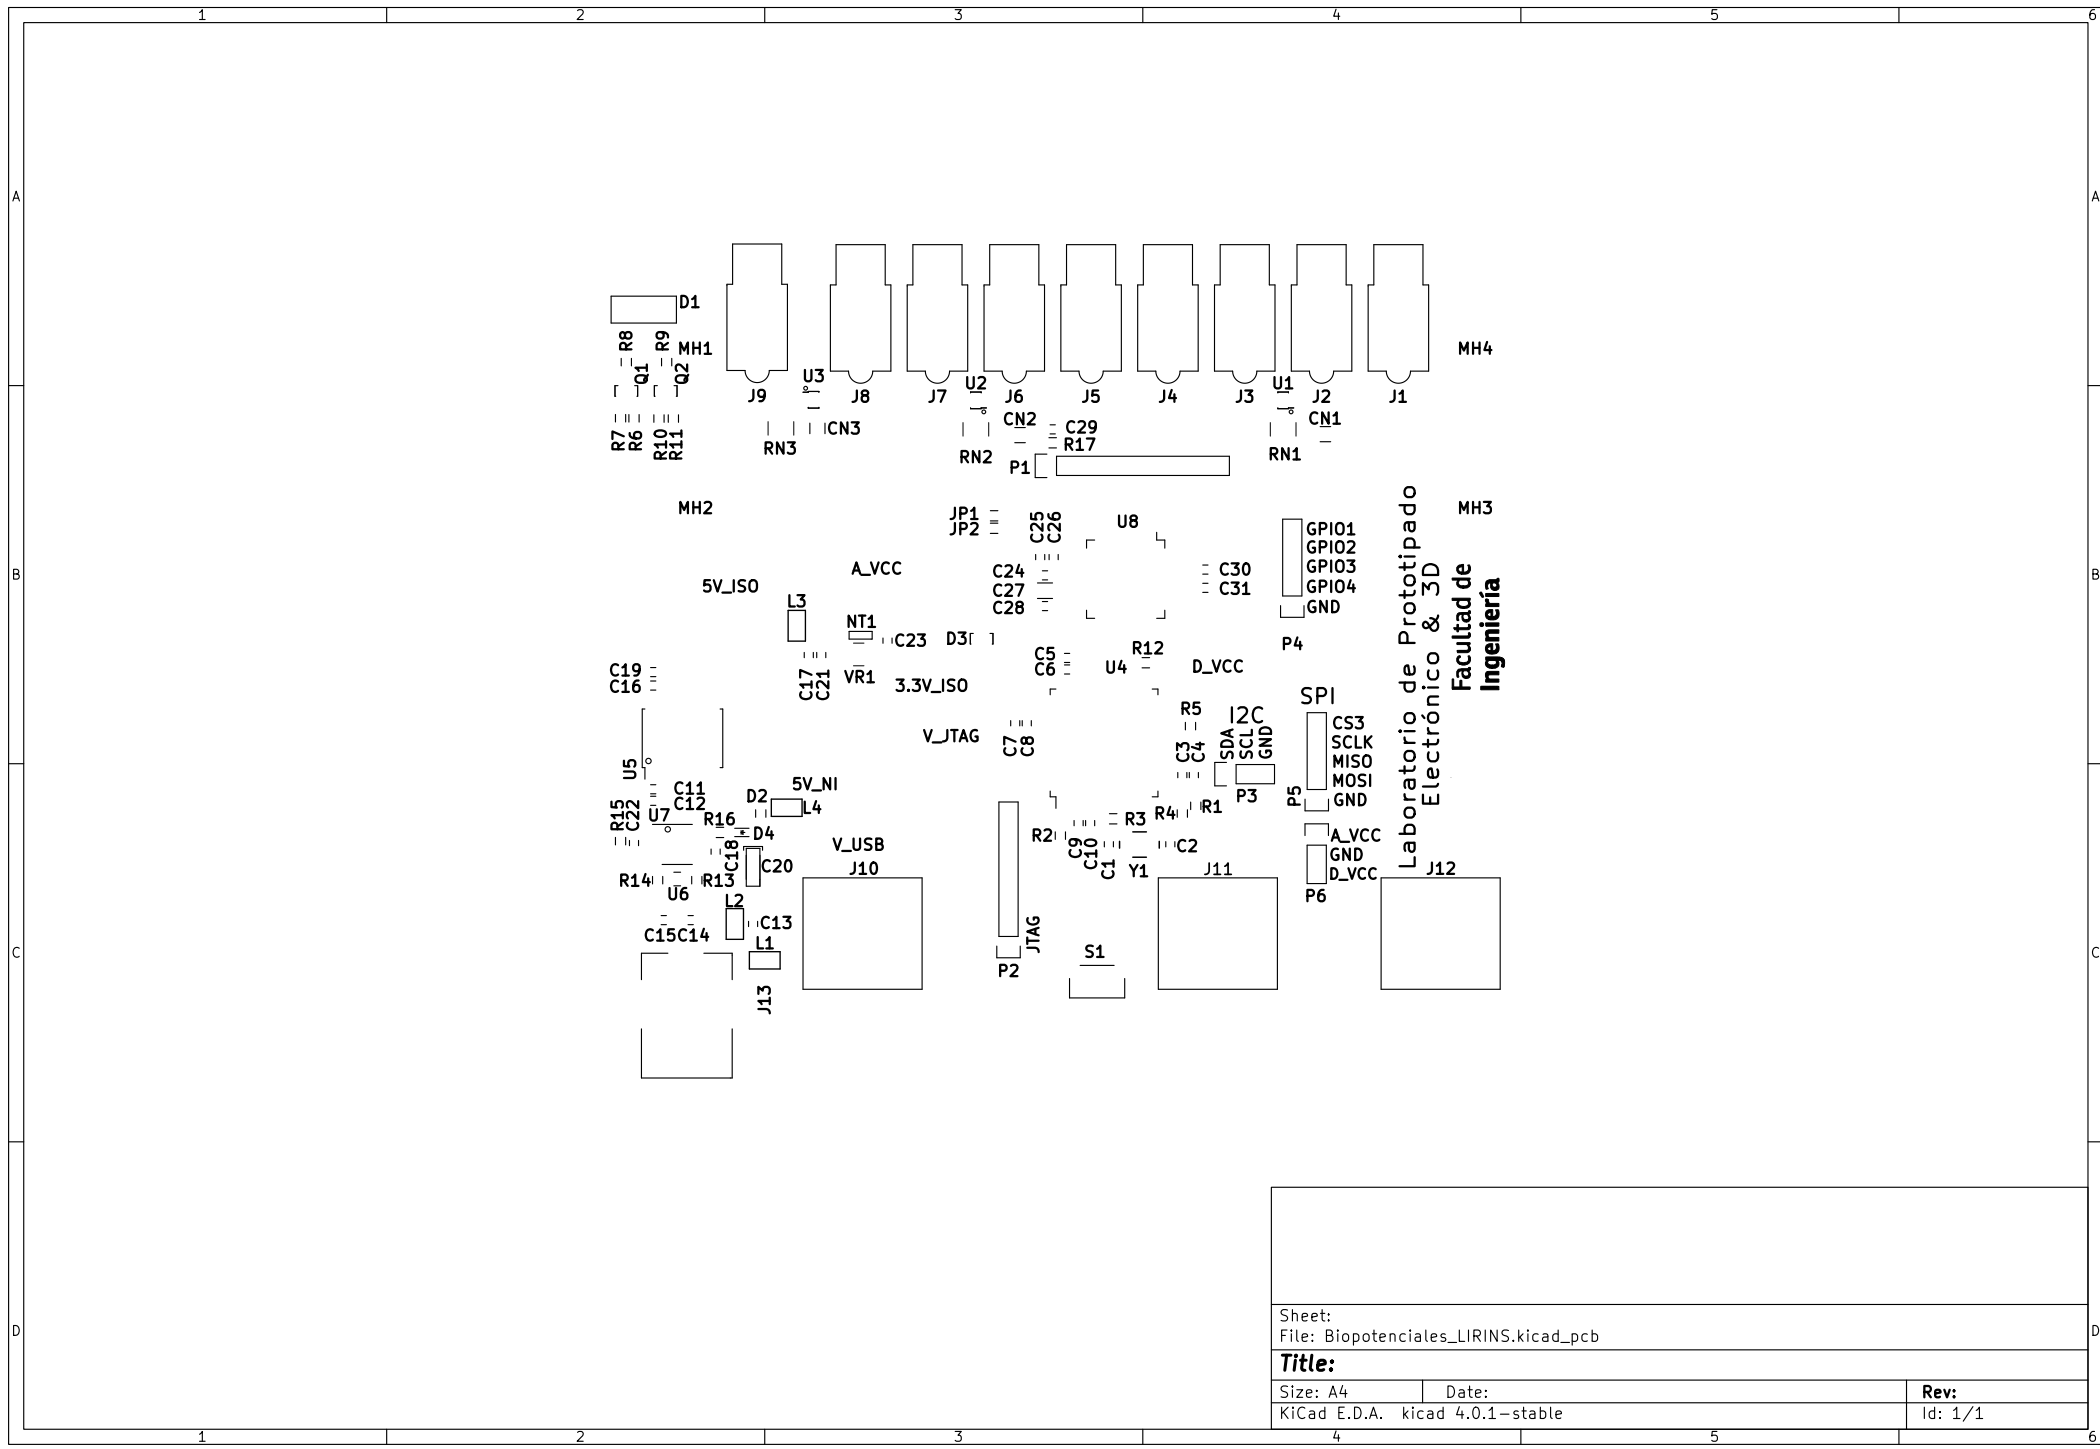 1 2 3 4 5 6
A A
D1
R8 R9 MH1 MH4
Q1 Q2 U3 U2 U1
J9 J8 J7 J6 J5 J4 J3 J2 J1
R7 R6 R10 R11 RN3 CN3 RN2 CN2 C29 R17 RN1 CN1
P1
MH2 MH3
JP1
JP2
C25 C26 U8
GPIO1
GPIO2
GPIO3
GPIO4
GND
P4
B B
A_VCC
5V_ISO
C24
C27
C28
C30
C31
L3
NT1
C23
D3
C17 C21 VR1
3.3V_ISO
C5
C6
U4
R12
D_VCC
Laboratorio de Prototipado
Electrónico & 3D
Facultad de
Ingeniería
C19
C16
V_JTAG
C7 C8
R5
C3 C4
I2C
SDA SCL GND
P3
SPI
CS3
SCLK
MISO
MOSI
GND
P5
U5
C11
C12
5V_NI
D2
L4
R15 C22 U7
R16
D4
C18
C20
V_USB
J10
R14 R13
U6
L2
C13
C15 C14
L1
J13
JTAG
P2
R2
C9 C10 C1
R3
Y1
C2
R4 R1
S1
J11
A_VCC
GND
D_VCC
P6
J12
C C
D D
Sheet:
File: Biopotenciales_LIRINS.kicad_pcb
Title:
Size: A4 Date: Rev:
KiCad E.D.A. kicad 4.0.1-stable Id: 1/1
1 2 3 4 5 6